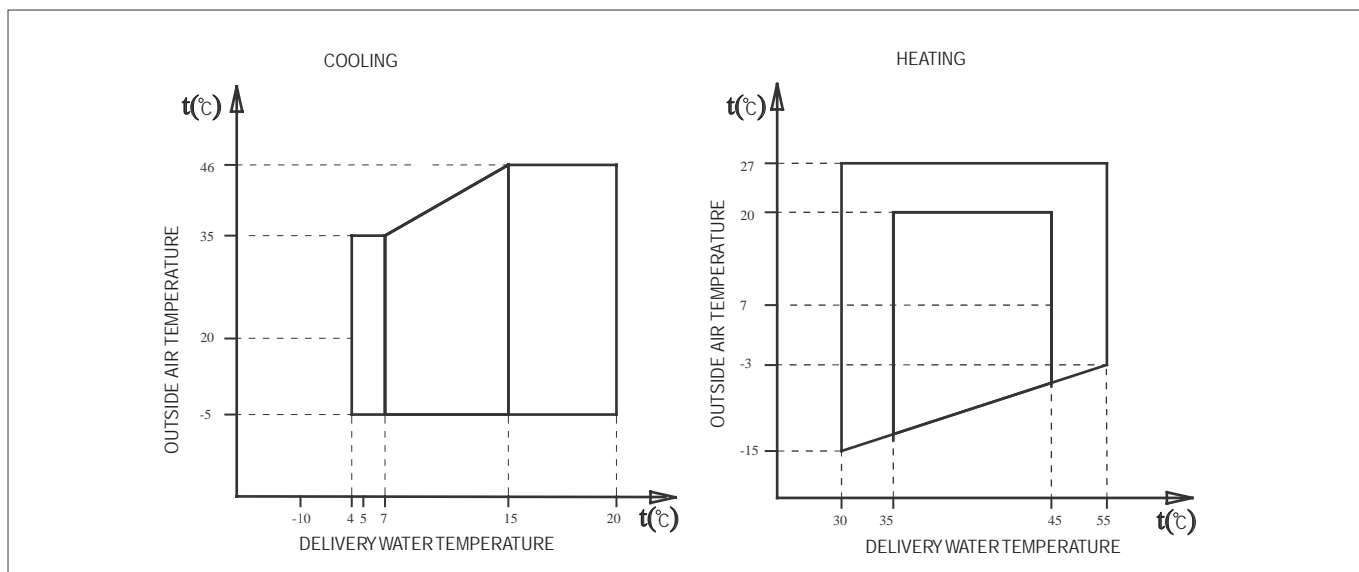 COOLING
t(℃)
46
35
20
-5
OUTSIDE AIR TEMPERATURE
-10
4
5
7
15
20
t(℃)
DELIVERY WATER TEMPERATURE
HEATING
t(℃)
27
20
7
-3
-15
OUTSIDE AIR TEMPERATURE
30
35
45
55
t(℃)
DELIVERY WATER TEMPERATURE